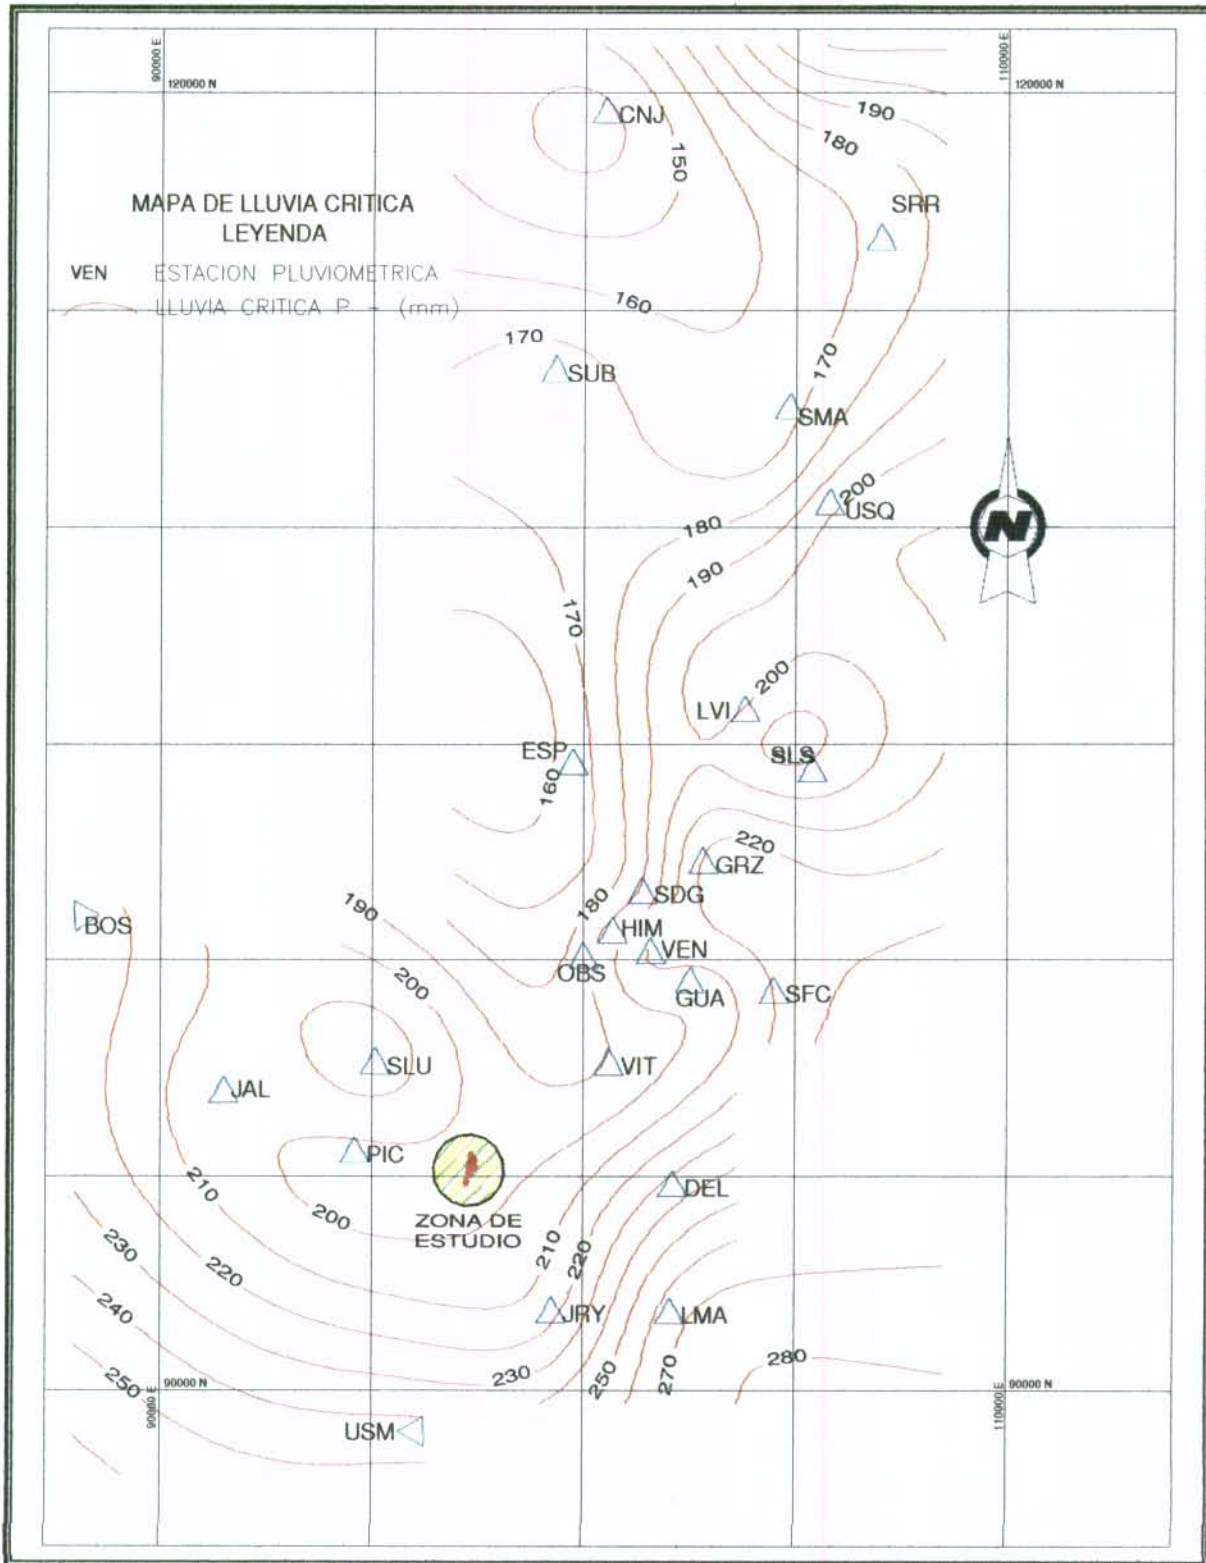 90000 E
120000 N
110000 E
120000 N
CNJ
190
180
150
MAPA DE LLUVIA CRITICA
LEYENDA
SRR
VEN ESTACION PLUVIOMETRICA
LLUVIA CRITICA P - (mm)
160
170
SUB
170
SMA
200
USQ
180
N
190
170
200
LVI
ESP
SLS
160
220
GRZ
180
SDG
190
BOS
HIM
VEN
OBS
200
GUA
SFC
SLU
VIT
JAL
PIC
210
DEL
200
ZONA DE
ESTUDIO
230
210
220
220
240
JRY
LMA
280
230
250
270
250
90000 N
90000 N
90000 E
110000 E
USM